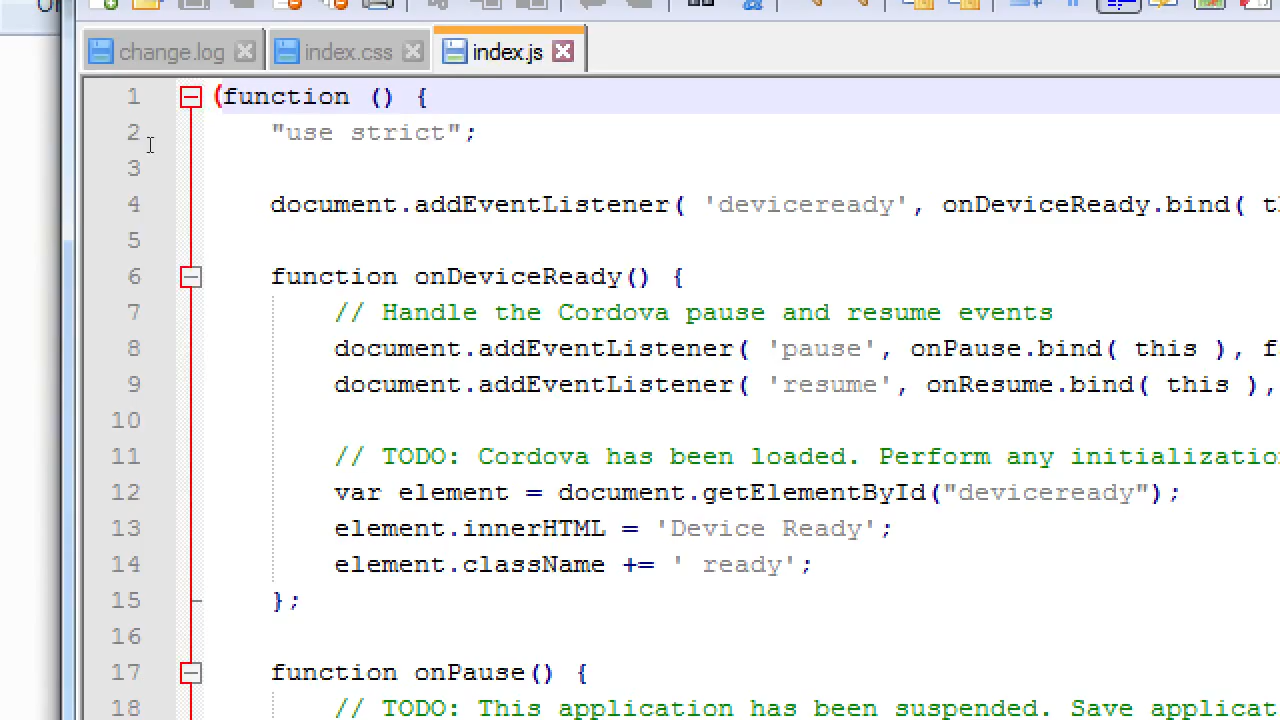 change.log index.css index.js
1 (function () {
2 "use strict";
3
4 document.addEventListener( 'deviceready', onDeviceReady.bind( th
5
6 function onDeviceReady() {
7 // Handle the Cordova pause and resume events
8 document.addEventListener( 'pause', onPause.bind( this ), f
9 document.addEventListener( 'resume', onResume.bind( this ),
10
11 // TODO: Cordova has been loaded. Perform any initializatio
12 var element = document.getElementById("deviceready");
13 element.innerHTML = 'Device Ready';
14 element.className += ' ready';
15 };
16
17 function onPause() {
18 // TODO: This application has been suspended. Save applicat